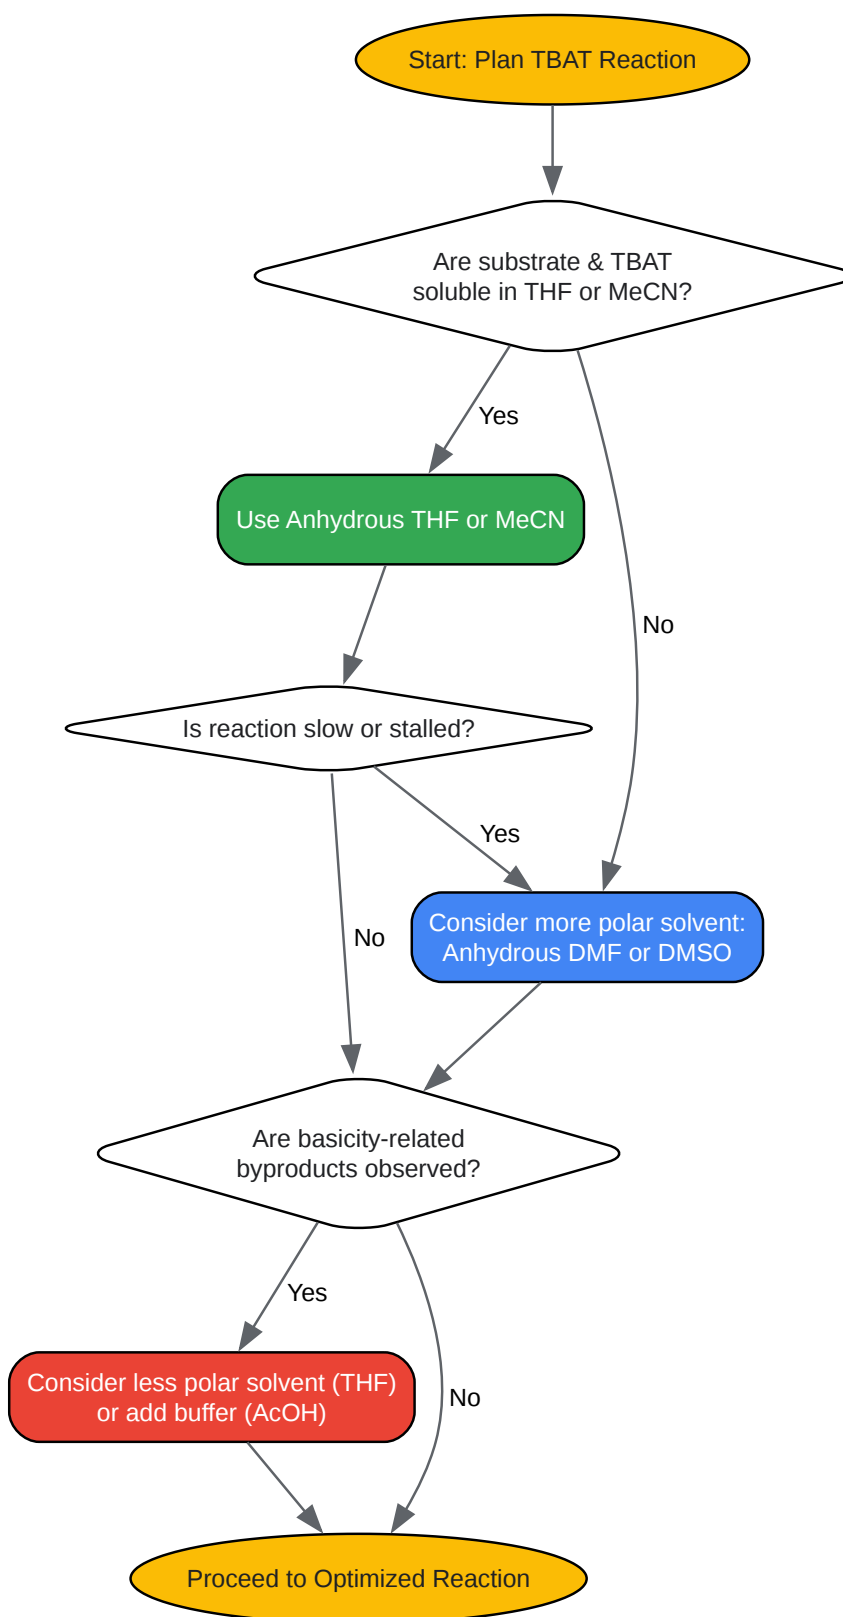 Start: Plan TBAT Reaction
Are substrate & TBAT
soluble in THF or MeCN?
Yes
Use Anhydrous THF or MeCN
No
Is reaction slow or stalled?
Yes
Consider more polar solvent:
Anhydrous DMF or DMSO
No
Are basicity-related
byproducts observed?
Yes
Consider less polar solvent (THF)
or add buffer (AcOH)
No
Proceed to Optimized Reaction